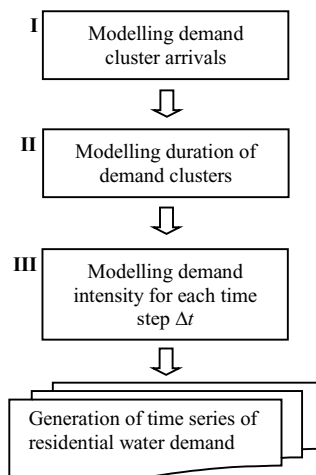 I
Modelling demand
cluster arrivals
II
Modelling duration of
demand clusters
III
Modelling demand
intensity for each time
step Δt
Generation of time series of
residential water demand